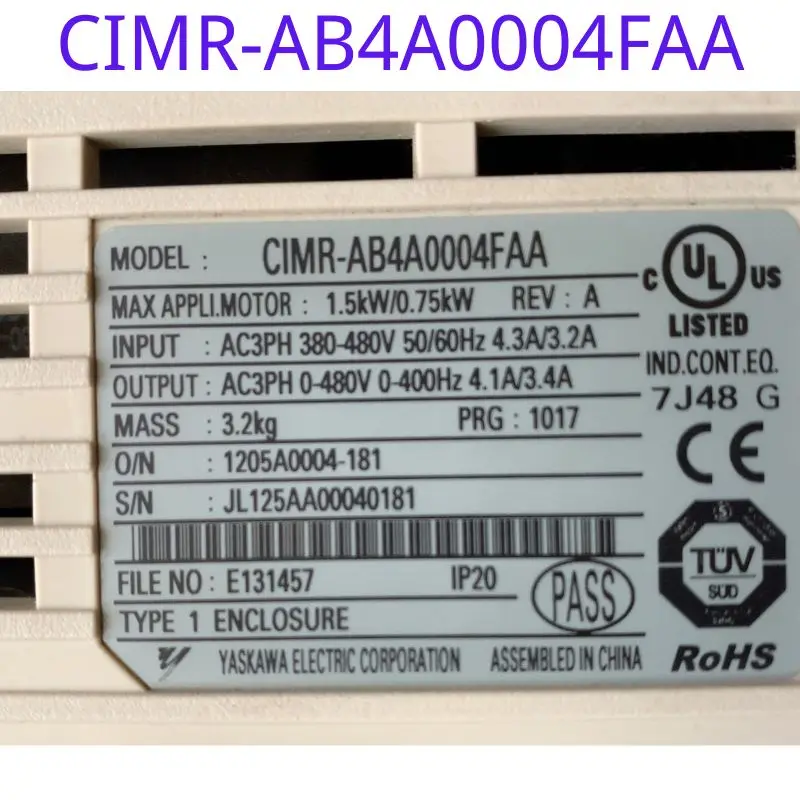 CIMR-AB4A0004FAA
MODEL : CIMR-AB4A0004FAA
MAX APPLI.MOTOR : 1.5kW/0.75kW REV : A
INPUT : AC3PH 380-480V 50/60Hz 4.3A/3.2A
OUTPUT : AC3PH 0-480V 0-400Hz 4.1A/3.4A
MASS : 3.2kg PRG : 1017
O/N : 1205A0004-181
S/N : JL125AA00040181
FILE NO : E131457 IP20
TYPE 1 ENCLOSURE
PASS
YASKAWA ELECTRIC CORPORATION ASSEMBLED IN CHINA
C UL US
LISTED
IND.CONT.EQ.
7J48 G
CE
TÜV
SÜD
RoHS